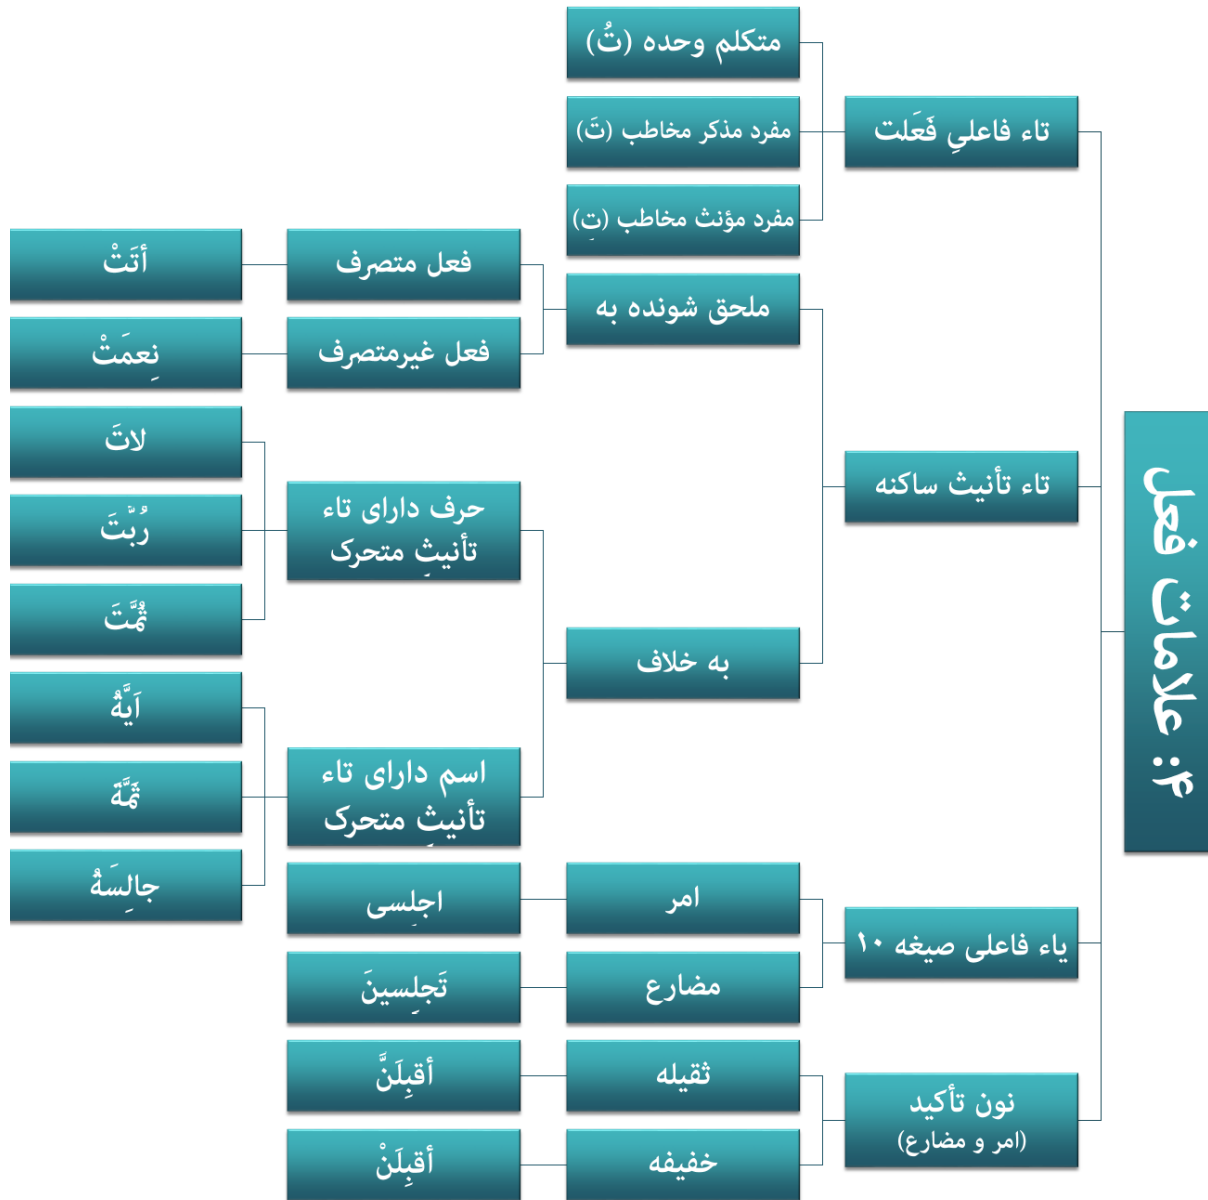 ۴: علامات فعل
تاء فاعلیِ فَعَلت
متکلم وحده (تُ)
مفرد مذکر مخاطب (تَ)
مفرد مؤنث مخاطب (تِ)
تاء تأنیث ساکنه
ملحق شونده به
فعل متصرف
أتَتْ
فعل غیرمتصرف
نِعمَتْ
به خلاف
حرف دارای تاء
تأنیثِ متحرک
لاتَ
رُبّتَ
ثُمَّتَ
اسم دارای تاء
تأنیثِ متحرک
اَیَّةُ
ثَمَّةَ
جالِسَةُ
یاء فاعلی صیغه ۱۰
امر
اجلِسی
مضارع
تَجلِسینَ
نون تأکید
(امر و مضارع)
ثقیله
أقبِلَنَّ
خفیفه
أقبِلَنْ